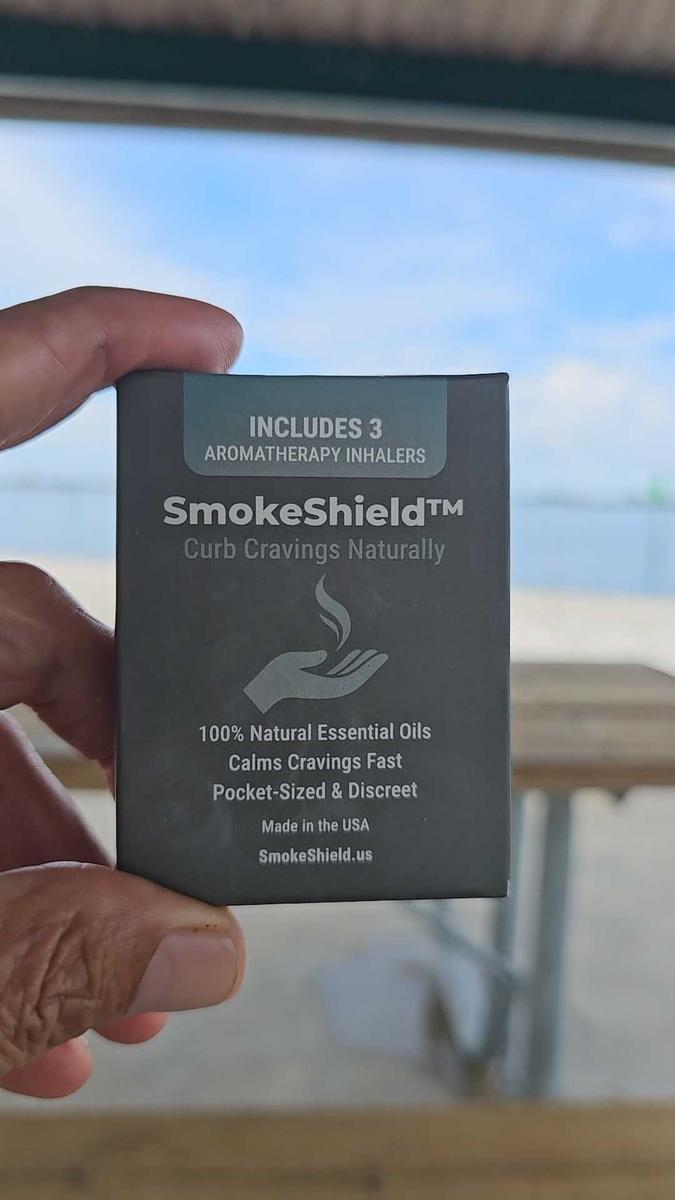 INCLUDES 3
AROMATHERAPY INHALERS
SmokeShield™
Curb Cravings Naturally
100% Natural Essential Oils
Calms Cravings Fast
Pocket-Sized & Discreet
Made in the USA
SmokeShield.us